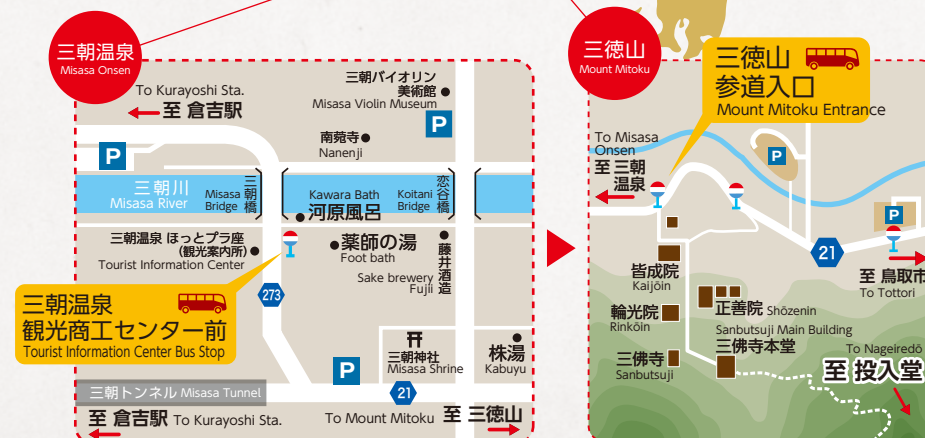 三朝温泉
Misasa Onsen
To Kurayoshi Sta.
至 倉吉駅
三朝バイオリン
美術館
Misasa Violin Museum
P
南苑寺
Nanenji
P
三朝川
Misasa River
Misasa
Bridge
三朝橋
Kawara Bath
河原風呂
Koitani
Bridge
恋谷橋
三朝温泉 ほっとプラ座
(観光案内所)
Tourist Information Center
薬師の湯
Foot bath
Sake brewery
Fujii
藤井酒造
三朝温泉
観光商工センター前
Tourist Information Center Bus Stop
273
三朝神社
Misasa Shrine
株湯
Kabuyu
P
21
三朝トンネル Misasa Tunnel
至 倉吉駅 To Kurayoshi Sta.
To Mount Mitoku 至 三徳山
三徳山
Mount Mitoku
三徳山
参道入口
Mount Mitoku Entrance
To Misasa
Onsen
至 三朝
温泉
P
P
21
至 鳥取市
To Tottori
皆成院
Kaijōin
輪光院
Rinkōin
正善院 Shōzenin
Sanbutsuji Main Building
三佛寺本堂
三佛寺
Sanbutsuji
To Nageiredō
至 投入堂